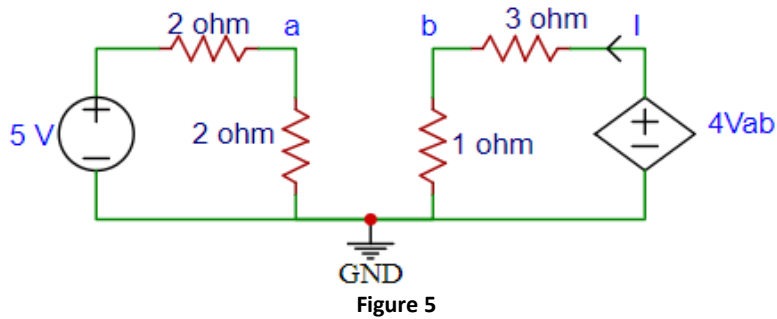 2 ohm
a
b
3 ohm
I
5 V
+
−
2 ohm
1 ohm
+
−
4Vab
GND
Figure 5